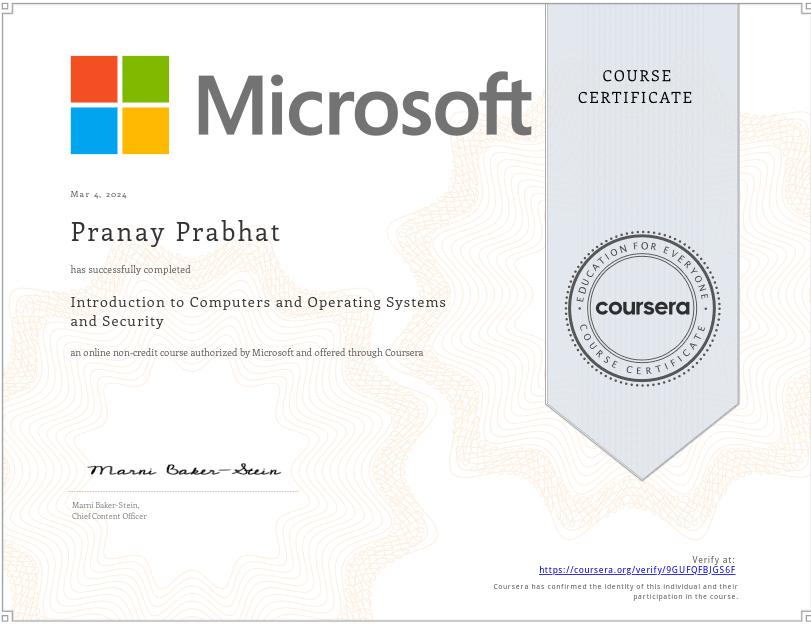 Microsoft
COURSE
CERTIFICATE
Mar 4, 2024
Pranay Prabhat
has successfully completed
Introduction to Computers and Operating Systems
and Security
an online non-credit course authorized by Microsoft and offered through Coursera
EDUCATION FOR EVERYONE
coursera
COURSE CERTIFICATE
Marni Baker-Stein
Marni Baker-Stein,
Chief Content Officer
Verify at:
https://coursera.org/verify/9GUFQFBJGS6F
Coursera has confirmed the identity of this individual and their
participation in the course.